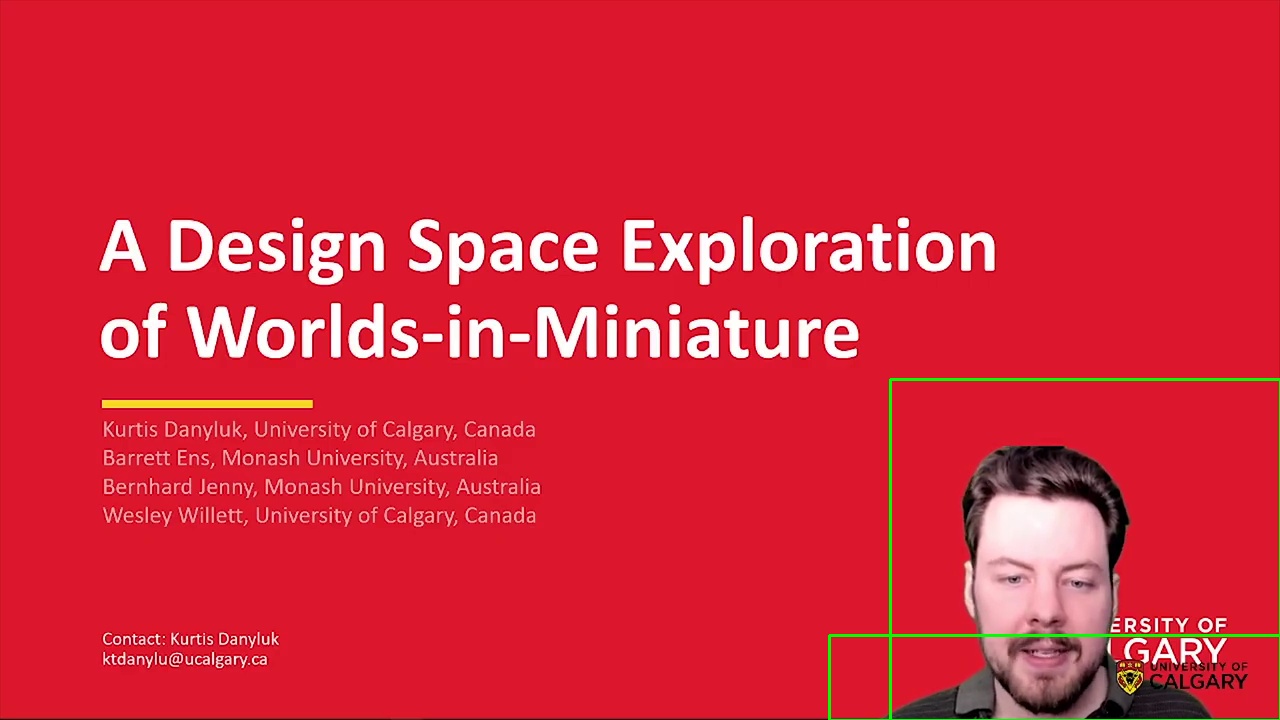 A Design Space Exploration
of Worlds-in-Miniature
Kurtis Danyluk, University of Calgary, Canada
Barrett Ens, Monash University, Australia
Bernhard Jenny, Monash University, Australia
Wesley Willett, University of Calgary, Canada
Contact: Kurtis Danyluk
ktdanylu@ucalgary.ca
ERSITY OF
LGARY
UNIVERSITY OF
CALGARY